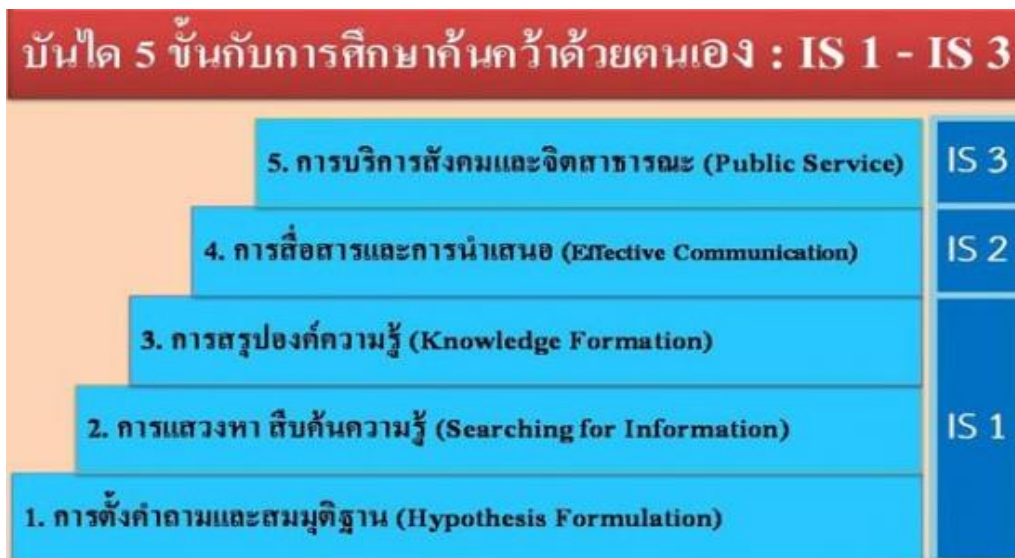 บันได 5 ขั้นกับการศึกษาค้นคว้าด้วยตนเอง : IS 1 - IS 3
5. การบริการสังคมและจิตสาธารณะ (Public Service)
IS 3
4. การสื่อสารและการนำเสนอ (Effective Communication)
IS 2
3. การสรุปองค์ความรู้ (Knowledge Formation)
2. การแสวงหา สืบค้นความรู้ (Searching for Information)
IS 1
1. การตั้งคำถามและสมมุติฐาน (Hypothesis Formulation)